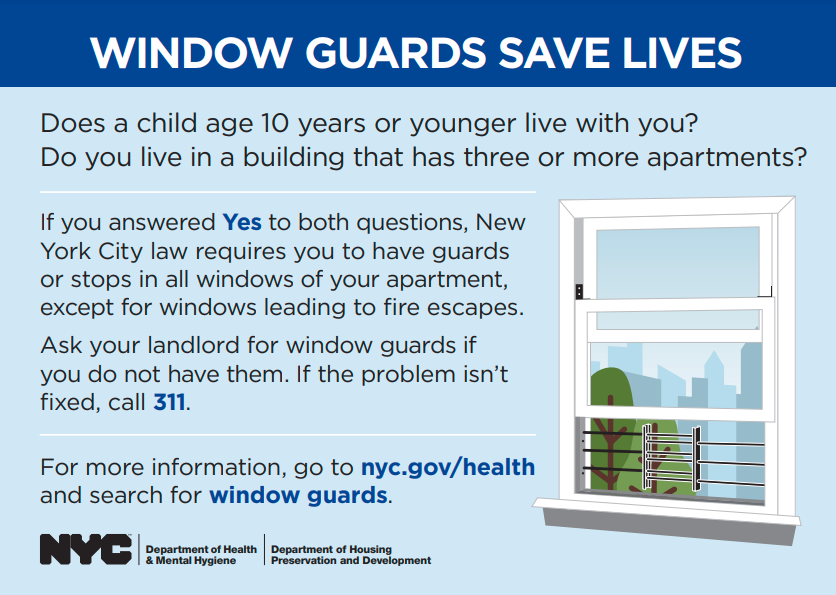 WINDOW GUARDS SAVE LIVES
Does a child age 10 years or younger live with you?
Do you live in a building that has three or more apartments?
If you answered Yes to both questions, New
York City law requires you to have guards
or stops in all windows of your apartment,
except for windows leading to fire escapes.
Ask your landlord for window guards if
you do not have them. If the problem isn’t
fixed, call 311.
For more information, go to nyc.gov/health
and search for window guards.
NYC
Department of Health
& Mental Hygiene
Department of Housing
Preservation and Development